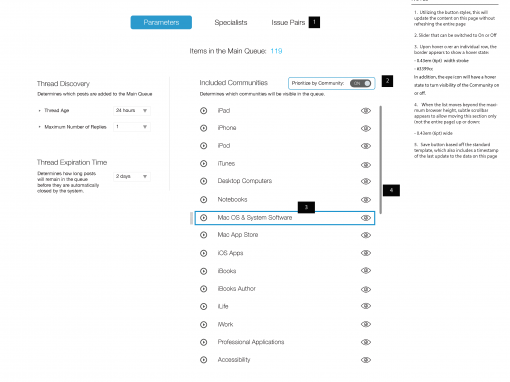 Parameters
Specialists
Issue Pairs
1
Items in the Main Queue: 119
Thread Discovery
Determines which posts are added to the Main Queue
Thread Age
24 hours
Maximum Number of Replies
1
Thread Expiration Time
Determines how long posts
will remain in the queue
before they are automatically
closed by the system.
2 days
Included Communities
Prioritize by Community:
ON
2
Determines which communities will be visible in the queue.
iPad
iPhone
iPod
iTunes
Desktop Computers
Notebooks
3
4
Mac OS & System Software
Mac App Store
iOS Apps
iBooks
iBooks Author
iLife
iWork
Professional Applications
Accessibility
1. Utilizing the button styles, this will
update the content on this page without
refreshing the entire page
2. Slider that can be switched to On or Off
3. Upon hover over an individual row, the
border appears to show a hover state:
width stroke
In addition, the eye icon will have a hover
state to turn visibility of the Community on
or off.
4. When the list moves beyond the maxi-
mum browser height, subtle scrollbar
appears to allow moving this section only
(not the entire page) up or down:
wide
5. Save button based off the standard
template, which also includes a timestamp
of the last update to the data on this page